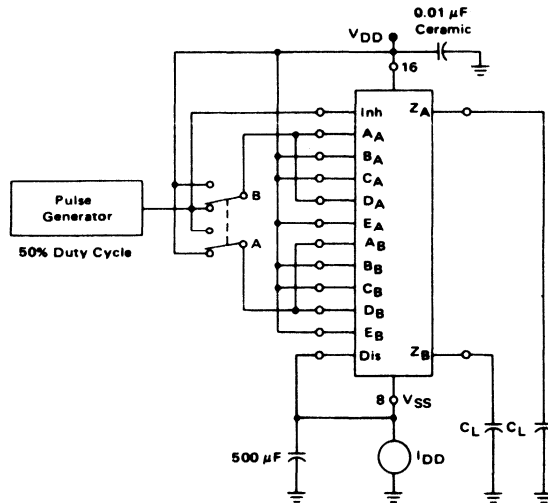 0.01 µF
Ceramic
VDD
16
Inh
ZA
AA
BA
CA
DA
EA
AB
BB
CB
DB
EB
Dis
ZB
Pulse
Generator
50% Duty Cycle
B
A
8
VSS
500 µF
IDD
CL
CL